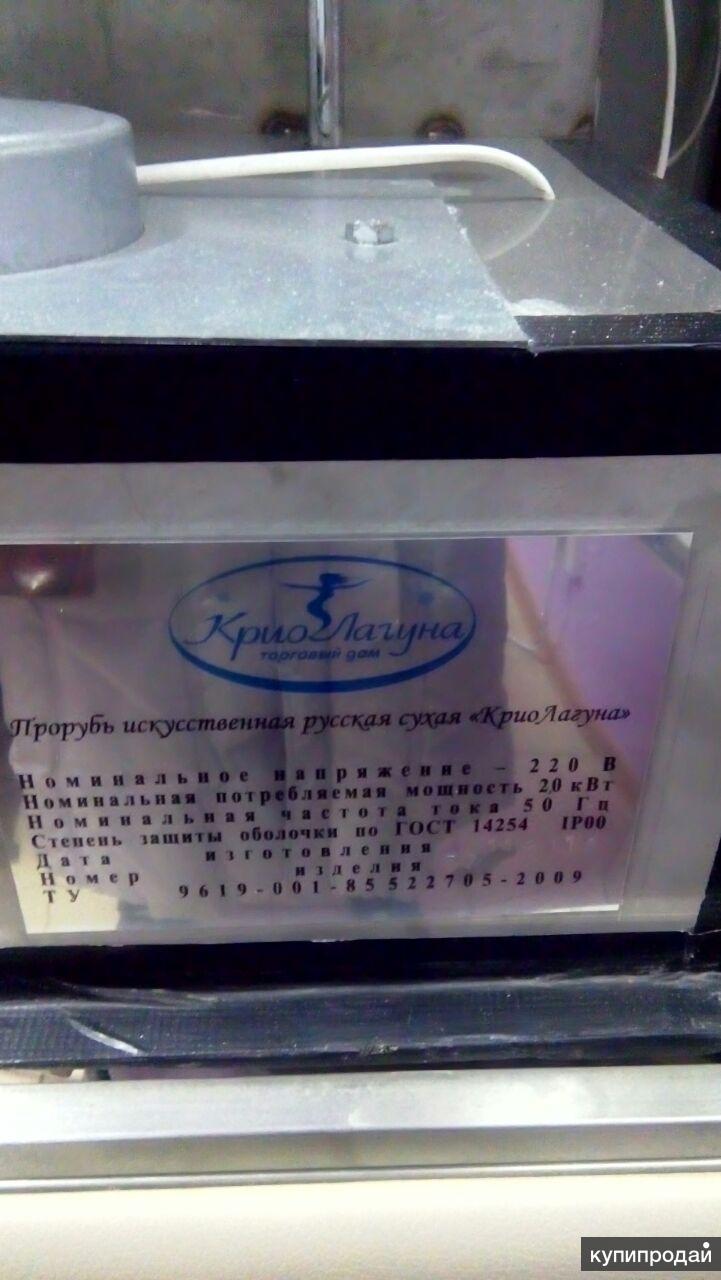 КриоЛагуна
торговый дом
Прорубь искусственная русская сухая «КриоЛагуна»
Номинальное напряжение – 220 В
Номинальная потребляемая мощность 2,0 кВт
Номинальная частота тока 50 Гц
Степень защиты оболочки по ГОСТ 14254 IP00
Дата изготовления
Номер изделия
ТУ 9619-001-85522705-2009
купипродай